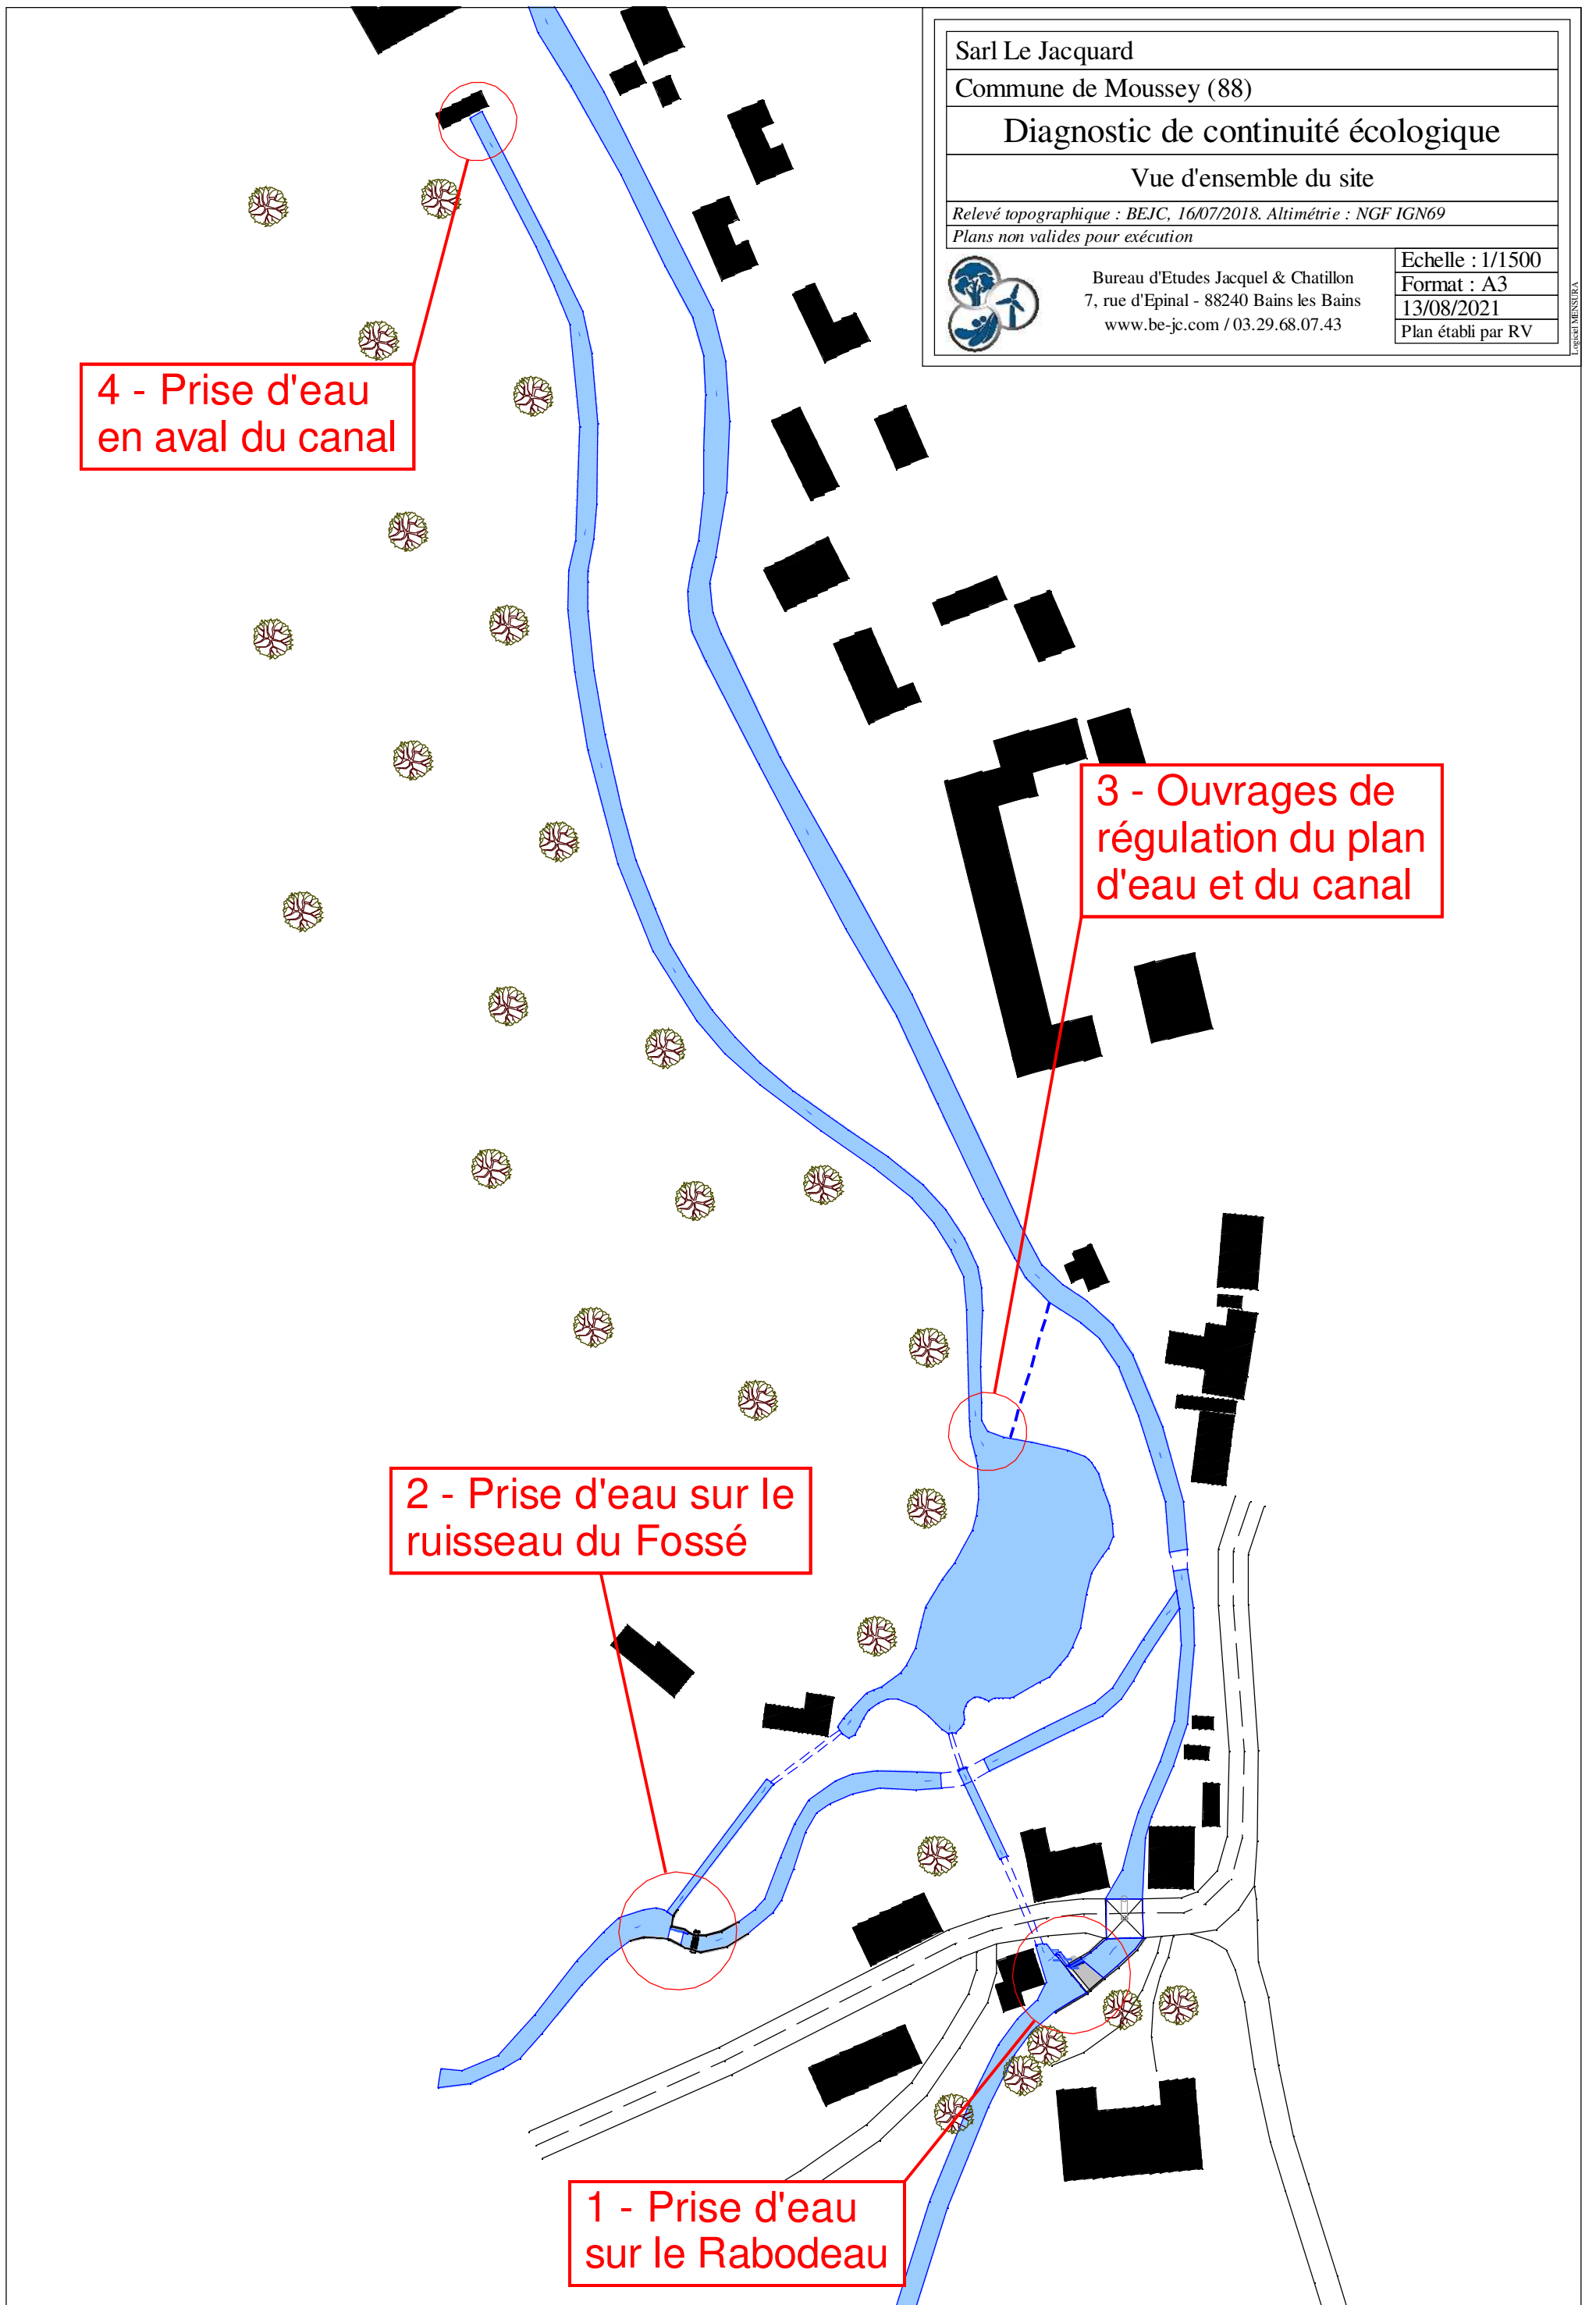 Sarl Le Jacquard
Commune de Moussey (88)
Diagnostic de continuité écologique
Vue d'ensemble du site
Relevé topographique : BEJC, 16/07/2018. Altimétrie : NGF IGN69
Plans non valides pour exécution
Bureau d'Etudes Jacquel & Chatillon
7, rue d'Epinal - 88240 Bains les Bains
www.be-jc.com / 03.29.68.07.43
Echelle : 1/1500
Format : A3
13/08/2021
Plan établi par RV
Logiciel MENSURA
4 - Prise d'eau
en aval du canal
3 - Ouvrages de
régulation du plan
d'eau et du canal
2 - Prise d'eau sur le
ruisseau du Fossé
1 - Prise d'eau
sur le Rabodeau